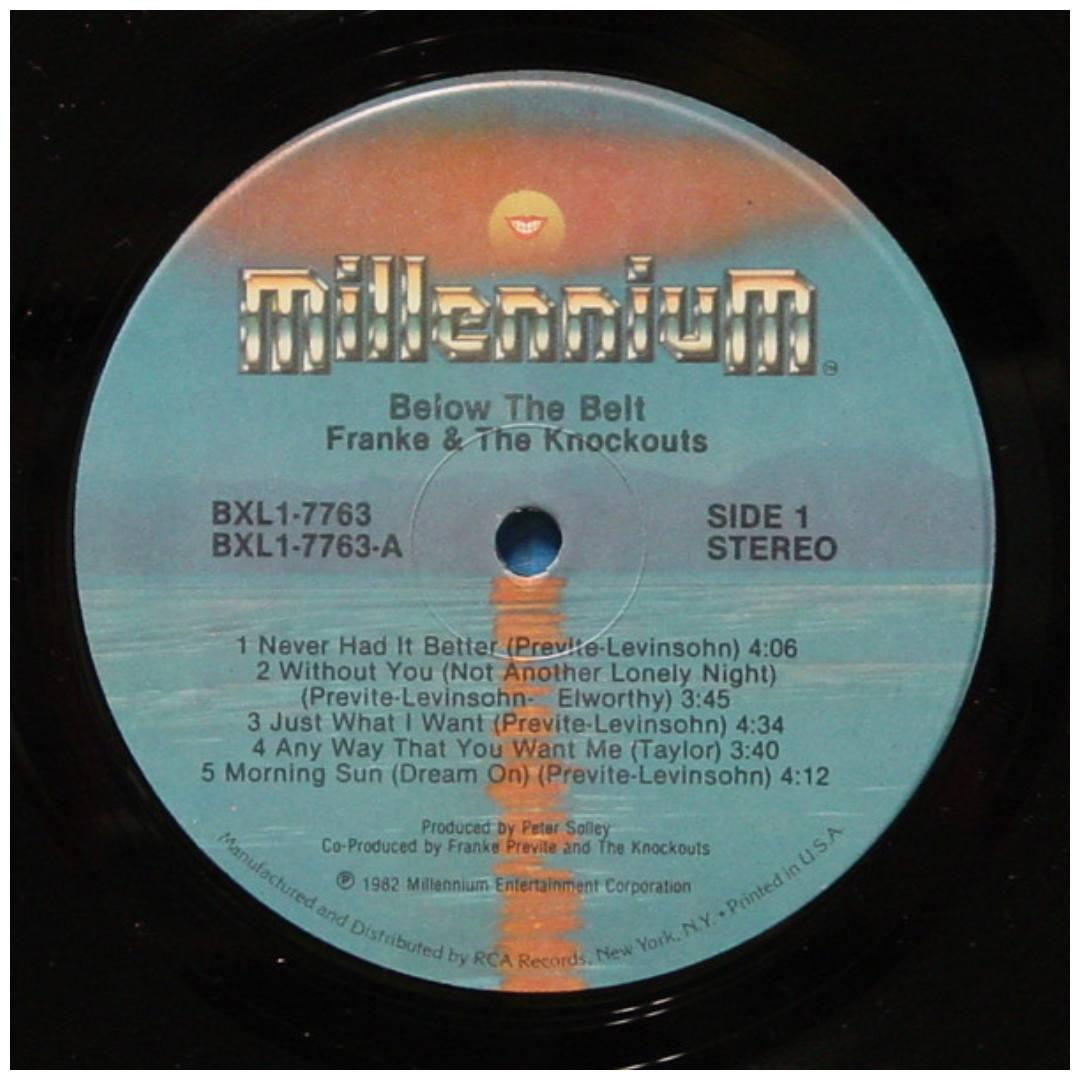 millennium
TM
Below The Belt
Franke & The Knockouts
BXL1-7763
BXL1-7763-A
SIDE 1
STEREO
1 Never Had It Better (Previte-Levinsohn) 4:06
2 Without You (Not Another Lonely Night)
(Previte-Levinsohn- Elworthy) 3:45
3 Just What I Want (Previte-Levinsohn) 4:34
4 Any Way That You Want Me (Taylor) 3:40
5 Morning Sun (Dream On) (Previte-Levinsohn) 4:12
Produced by Peter Solley
Co-Produced by Franke Previte and The Knockouts
℗ 1982 Millennium Entertainment Corporation
Manufactured and Distributed by RCA Records, New York, N.Y. • Printed in U.S.A.